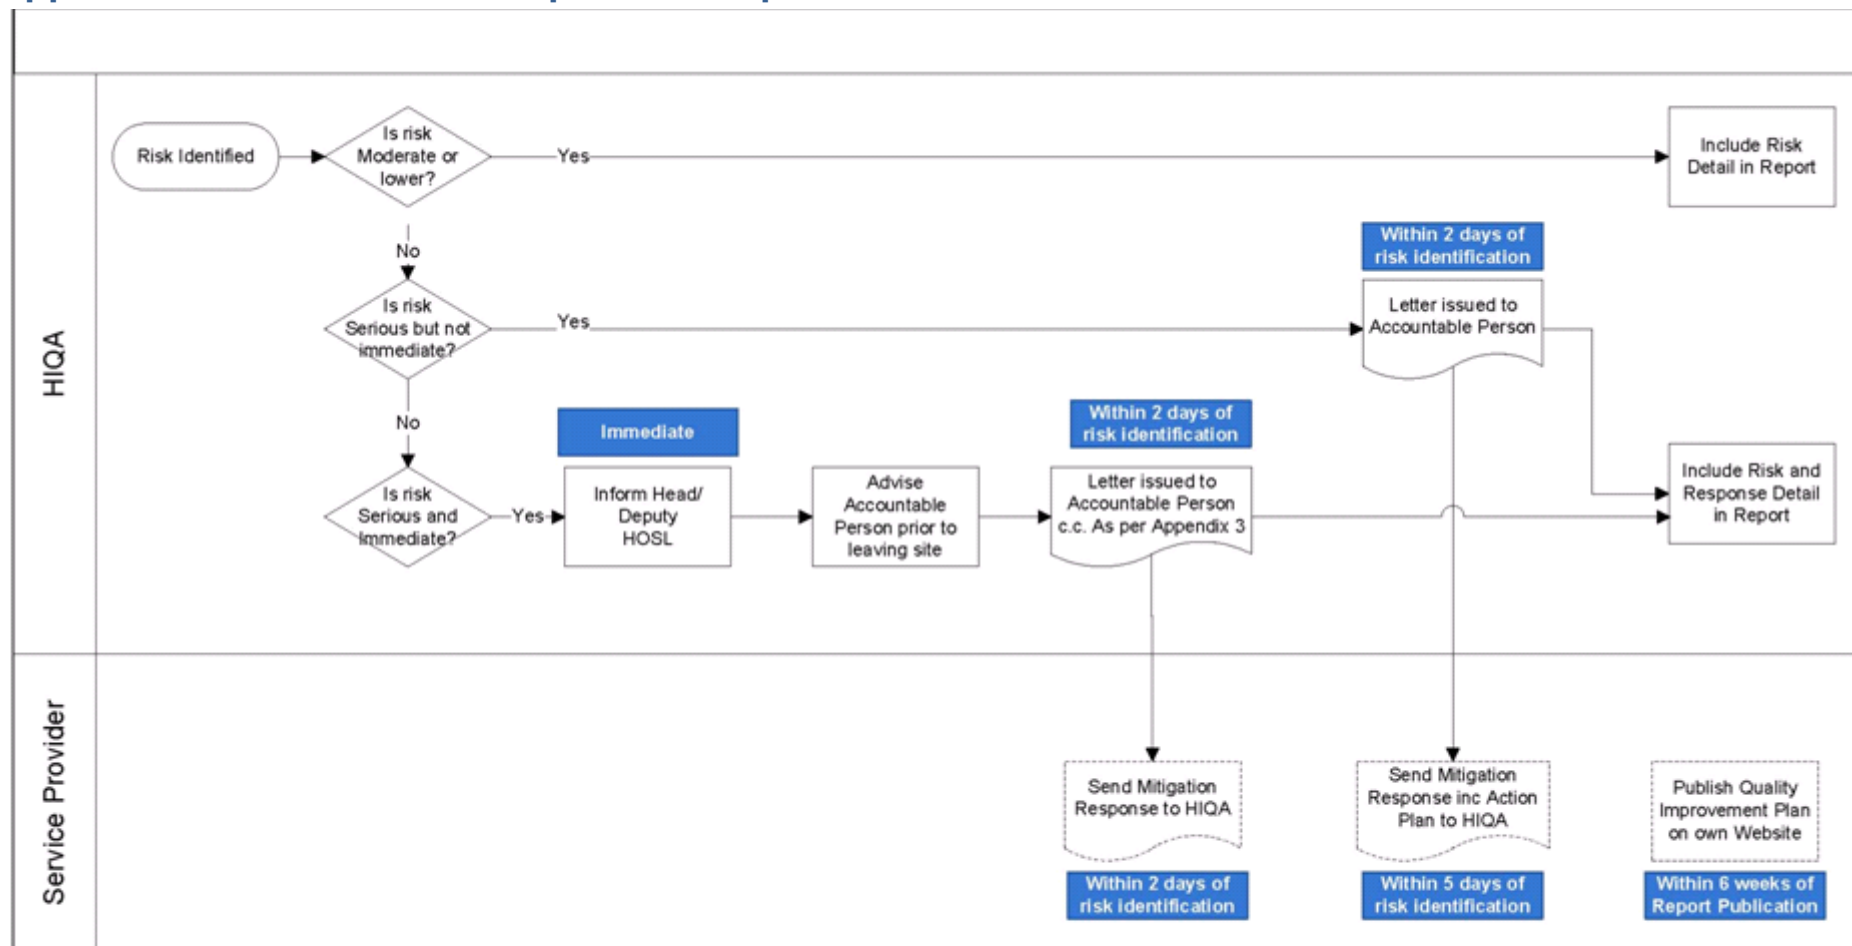 HIQA
Risk Identified
Is risk
Moderate or
lower?
Yes
Include Risk
Detail in Report
No
Within 2 days of
risk identification
Is risk
Serious but not
immediate?
Yes
Letter issued to
Accountable Person
No
Immediate
Within 2 days of
risk identification
Is risk
Serious and
Immediate?
Yes
Inform Head/
Deputy
HOSL
Advise
Accountable
Person prior to
leaving site
Letter issued to
Accountable Person
c.c. As per Appendix 3
Include Risk and
Response Detail
in Report
Service Provider
Send Mitigation
Response to HIQA
Send Mitigation
Response inc Action
Plan to HIQA
Publish Quality
Improvement Plan
on own Website
Within 2 days of
risk identification
Within 5 days of
risk identification
Within 6 weeks of
Report Publication